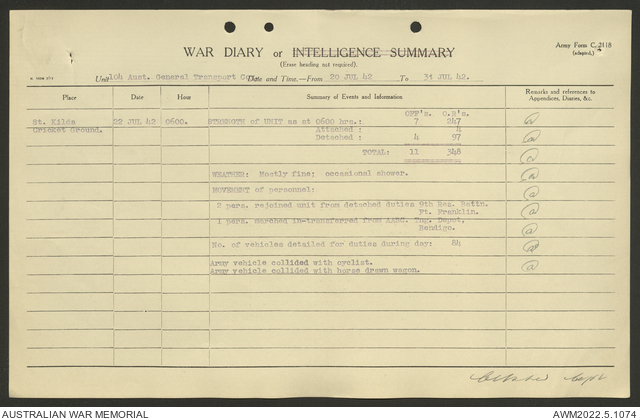 WAR DIARY or INTELLIGENCE SUMMARY
Army Form C. 2118
(adapted.)
(Erase heading not required).
Unit 104 Aust. General Transport Coy Date and Time.—From 20 JUL 42 To 31 JUL 42.
Place Date Hour Summary of Events and Information Remarks and references to
Appendices, Diaries, &c.
OFF's. O.R's.
St. Kilda 22 JUL 42 0600. STRENGTH of UNIT as at 0600 hrs.: 7 247 a
Cricket Ground. Attached : 4 a
Detached : 4 97 a
TOTAL: 11 348 a
WEATHER: Mostly fine; occasional shower. a
MOVEMENT of personnel: a
2 pers. rejoined unit from detached duties 9th Res. Battn. a
Ft. Franklin.
1 pers. marched in-transferred from AARC. Tng. Depot, a
Bendigo.
No. of vehicles detailed for duties during day: 84 a
Army vehicle collided with cyclist. a
Army vehicle collided with horse drawn wagon.
Capt
AUSTRALIAN WAR MEMORIAL AWM2022.5.1074